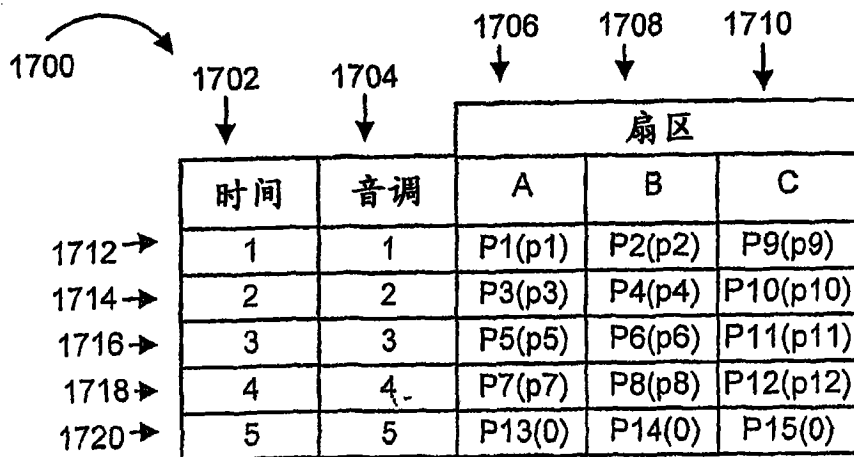 1706 1708 1710
1700 1702 1704
扇区
时间 音调 A B C
1712 1 1 P1(p1) P2(p2) P9(p9)
1714 2 2 P3(p3) P4(p4) P10(p10)
1716 3 3 P5(p5) P6(p6) P11(p11)
1718 4 4 P7(p7) P8(p8) P12(p12)
1720 5 5 P13(0) P14(0) P15(0)